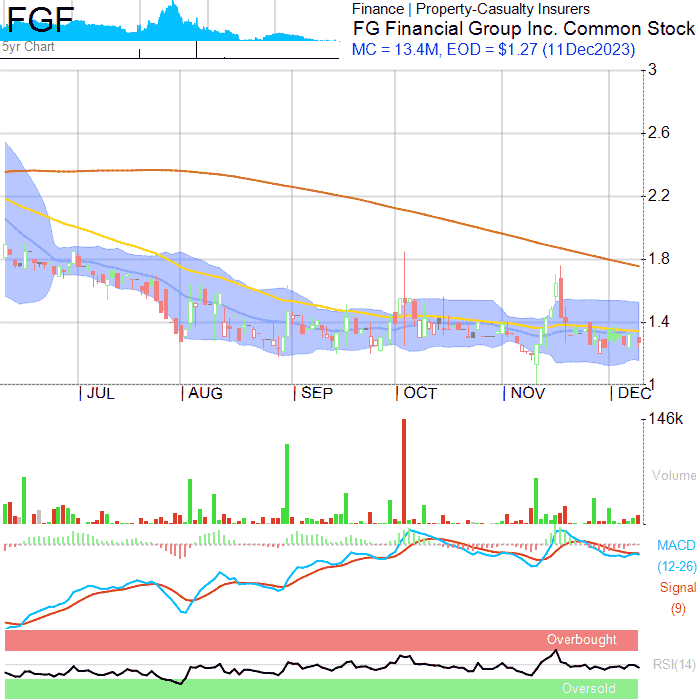 FGF
5yr Chart
Finance | Property-Casualty Insurers
FG Financial Group Inc. Common Stock
MC = 13.4M, EOD = $1.27 (11Dec2023)
3
2.6
2.2
1.8
1.4
1
JUL AUG SEP OCT NOV DEC
146k
Volume
MACD
(12-26)
Signal
(9)
Overbought
RSI(14)
Oversold